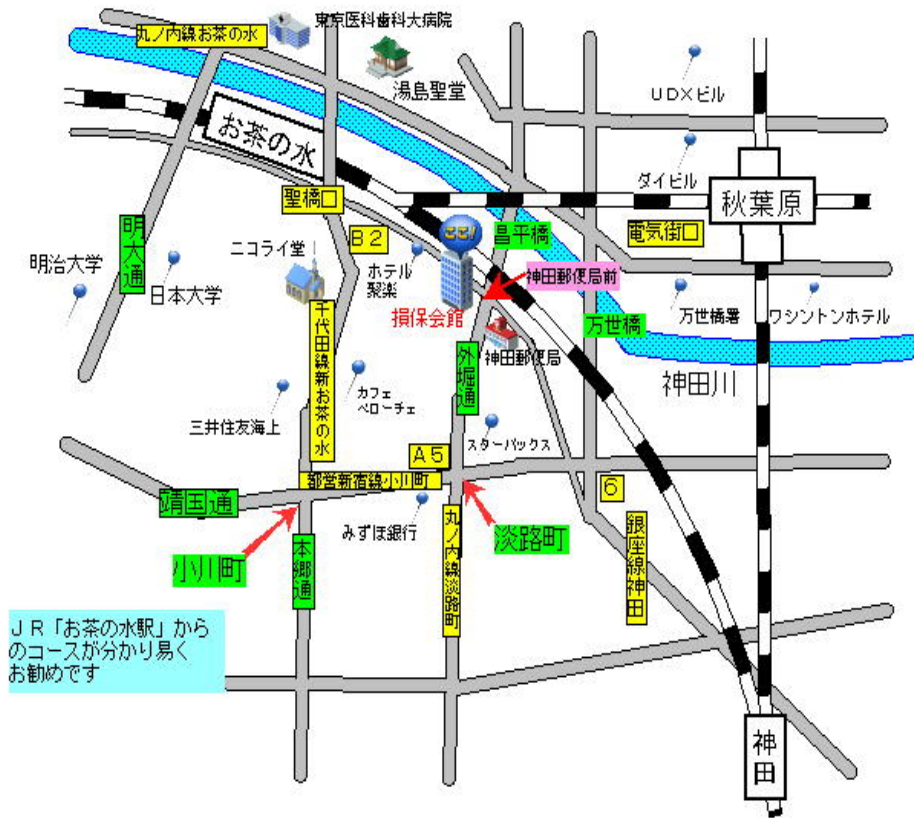 丸ノ内線お茶の水
東京医科歯科大病院
湯島聖堂
UDXビル
お茶の水
ダイビル
秋葉原
聖橋口
B2
昌平橋
電気街口
明大通
明治大学
日本大学
ニコライ堂
ホテル
聚楽
ここ!
神田郵便局前
損保会館
神田郵便局
万世橋
万世橋署
ワシントンホテル
神田川
千代田線新お茶の水
外堀通
カフェ
ベローチェ
三井住友海上
スターバックス
A5
都営新宿線小川町
靖国通
みずほ銀行
6
小川町
淡路町
本郷通
丸ノ内線淡路町
銀座線神田
JR「お茶の水駅」から
のコースが分かり易く
お勧めです
神田